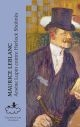 MAURICE LEBLANC
Arsène Lupin contre Herlock Sholmès